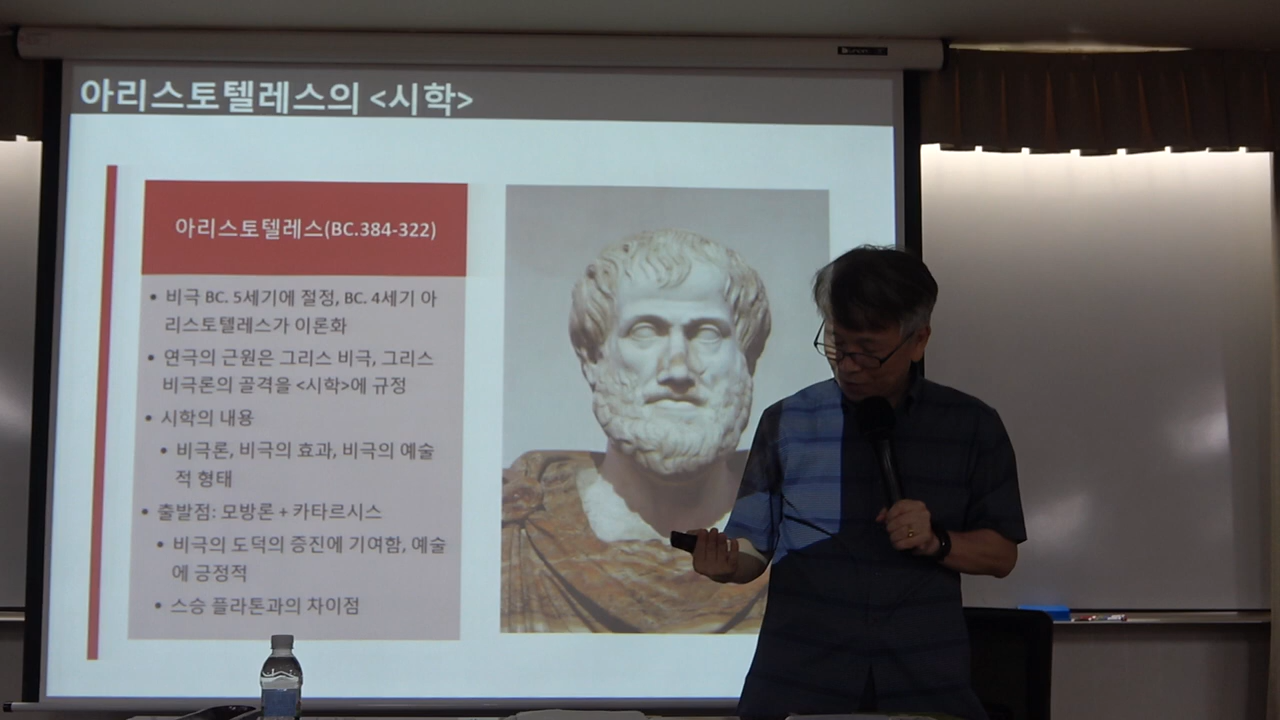 아리스토텔레스의 <시학>
아리스토텔레스(BC.384-322)
• 비극 BC. 5세기에 절정, BC. 4세기 아
리스토텔레스가 이론화
• 연극의 근원은 그리스 비극, 그리스
비극론의 골격을 <시학>에 규정
• 시학의 내용
• 비극론, 비극의 효과, 비극의 예술
적 형태
• 출발점: 모방론 + 카타르시스
• 비극의 도덕의 증진에 기여함, 예술
에 긍정적
• 스승 플라톤과의 차이점